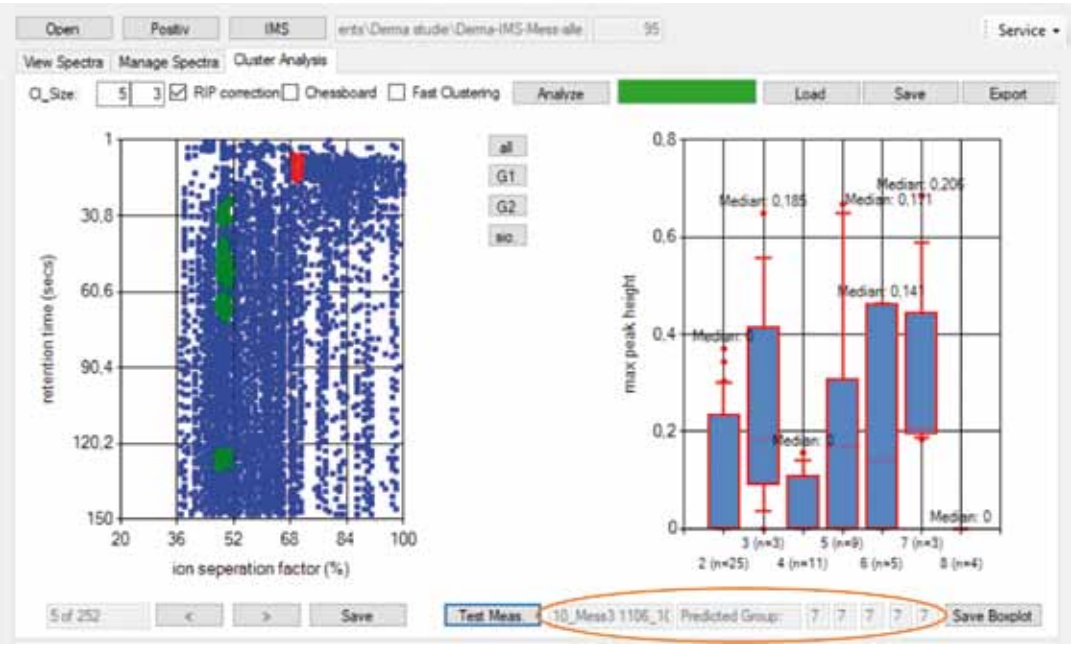 Open Positiv IMS ents\Derma studie\Derma-IMS-Mess-alle 95 Service
View Spectra Manage Spectra Cluster Analysis
Cl_Size: 5 3 RIP correction Chessboard Fast Clustering Analyze Load Save Export
retention time (secs)
1
30.8
60.6
90.4
120.2
150
20 36 52 68 84 100
ion seperation factor (%)
all
G1
G2
max peak height
0.8
0.6
0.4
0.2
0
Median: 0
Median: 0,185
Median: 0
Median: 0,171
Median: 0,141
Median: 0,206
Median: 0
3 (n=3) 5 (n=9) 7 (n=3)
2 (n=25) 4 (n=11) 6 (n=5) 8 (n=4)
5 of 252 < > Save Test Meas 10_Mess3 1106_10 Predicted Group: 7 7 7 7 7 Save Boxplot